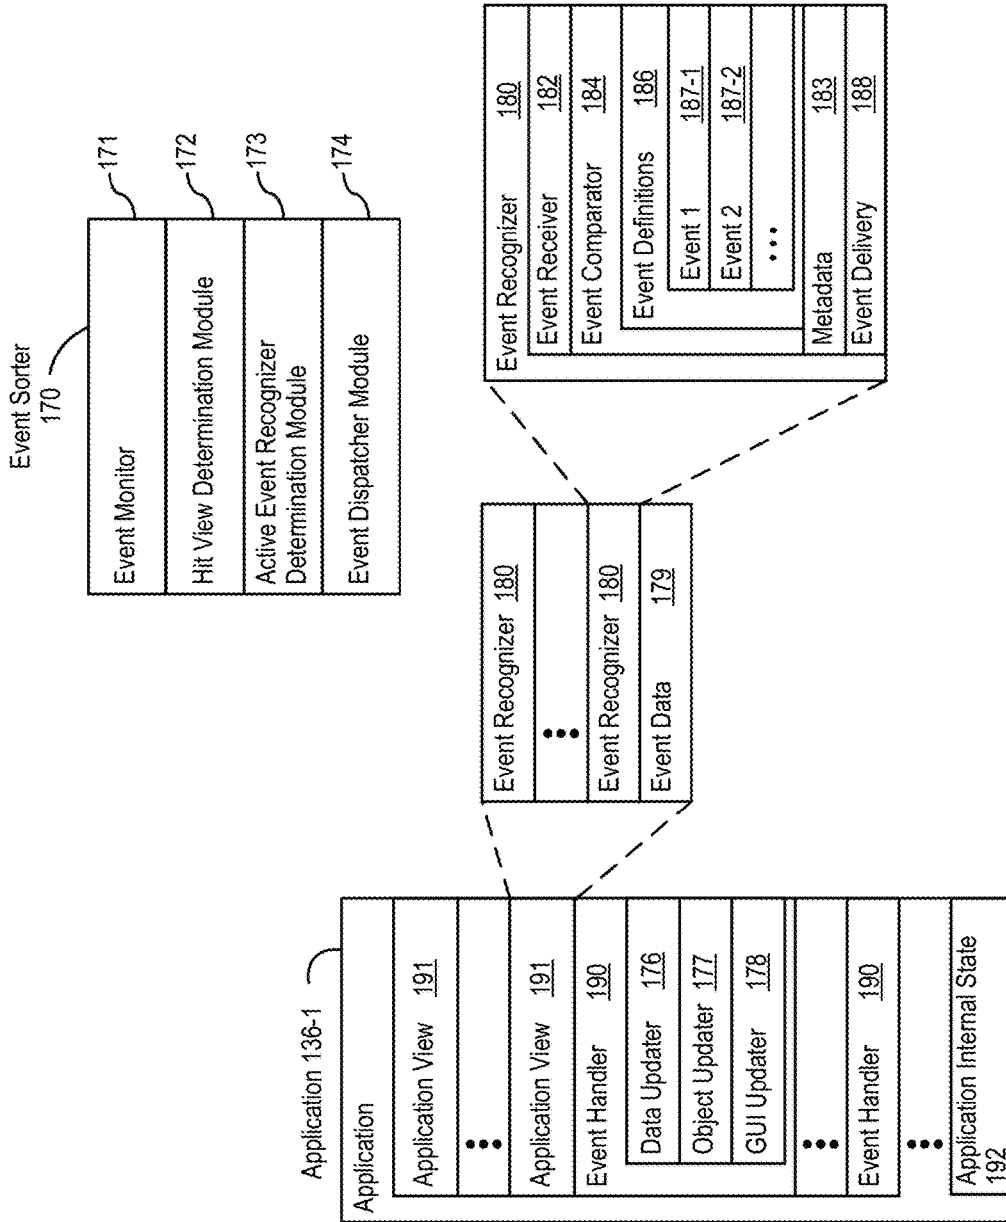 Event Sorter
170
Event Monitor
171
Hit View Determination Module
172
Active Event Recognizer
Determination Module
173
Event Dispatcher Module
174
Application 136-1
Application
Application View 191
•••
Application View 191
Event Handler 190
Data Updater 176
Object Updater 177
GUI Updater 178
•••
Event Handler 190
•••
Application Internal State
192
Event Recognizer 180
•••
Event Recognizer 180
Event Data 179
Event Recognizer 180
Event Receiver 182
Event Comparator 184
Event Definitions 186
Event 1 187-1
Event 2 187-2
•••
Metadata 183
Event Delivery 188